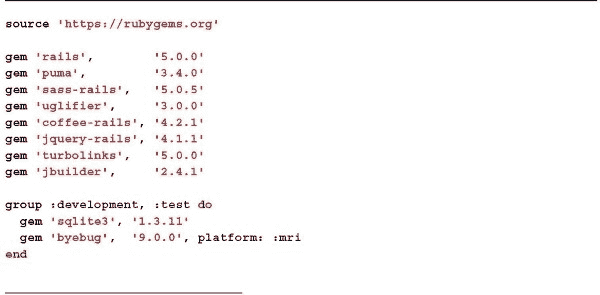 source 'https://rubygems.org'

gem 'rails',        '5.0.0'
gem 'puma',         '3.4.0'
gem 'sass-rails',   '5.0.5'
gem 'uglifier',     '3.0.0'
gem 'coffee-rails', '4.2.1'
gem 'jquery-rails', '4.1.1'
gem 'turbolinks',   '5.0.0'
gem 'jbuilder',     '2.4.1'

group :development, :test do
  gem 'sqlite3', '1.3.11'
  gem 'byebug',  '9.0.0', platform: :mri
end